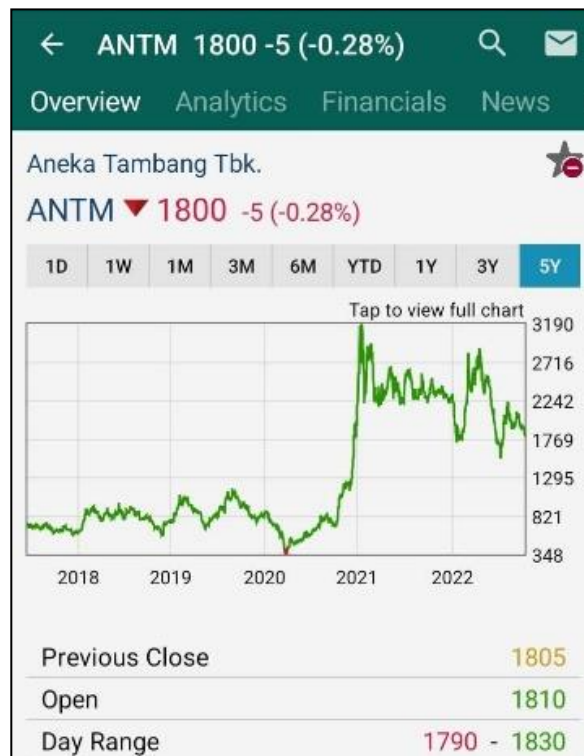 ANTM 1800 -5 (-0.28%)
Overview Analytics Financials News
Aneka Tambang Tbk.
ANTM ▼ 1800 -5 (-0.28%)
1D 1W 1M 3M 6M YTD 1Y 3Y 5Y
Tap to view full chart
3190
2716
2242
1769
1295
821
348
2018 2019 2020 2021 2022
Previous Close 1805
Open 1810
Day Range 1790 - 1830